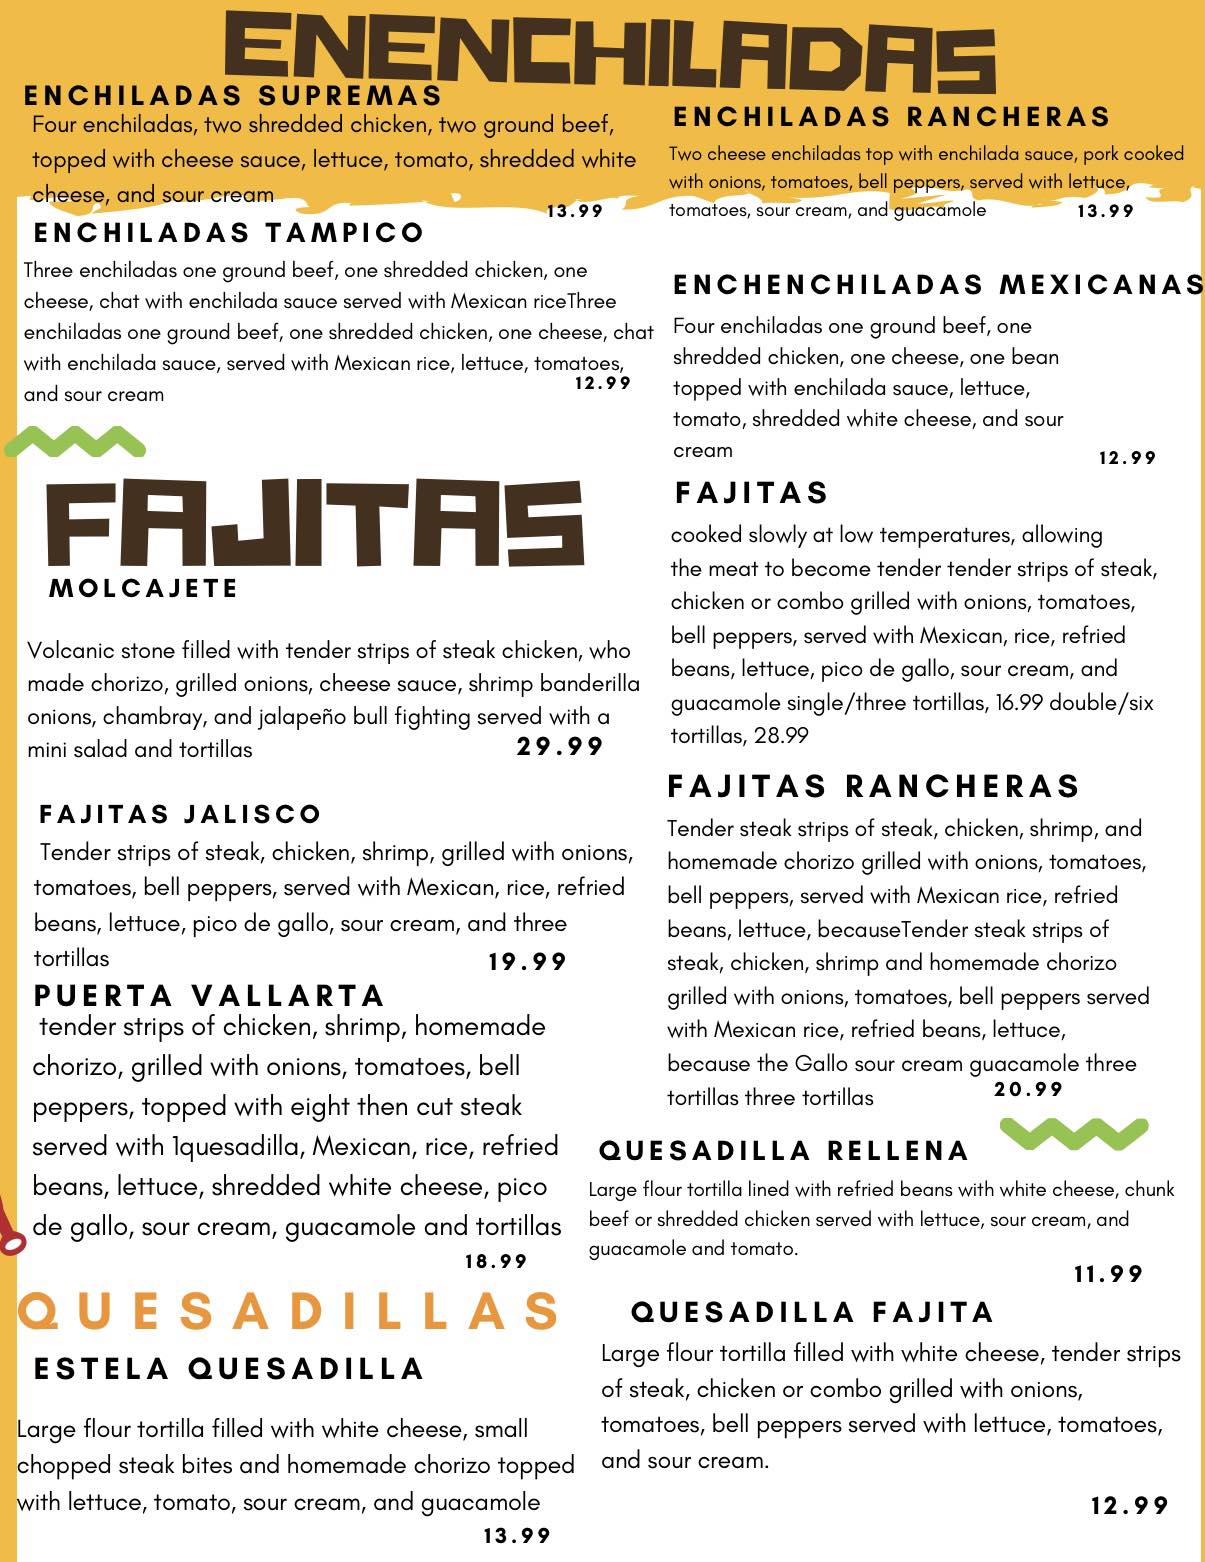 ENENCHILADAS
ENCHILADAS SUPREMAS
Four enchiladas, two shredded chicken, two ground beef,
topped with cheese sauce, lettuce, tomato, shredded white
cheese, and sour cream
13.99
ENCHILADAS TAMPICO
Three enchiladas one ground beef, one shredded chicken, one
cheese, chat with enchilada sauce served with Mexican riceThree
enchiladas one ground beef, one shredded chicken, one cheese, chat
with enchilada sauce, served with Mexican rice, lettuce, tomatoes,
and sour cream
12.99
ENCHILADAS RANCHERAS
Two cheese enchiladas top with enchilada sauce, pork cooked
with onions, tomatoes, bell peppers, served with lettuce,
tomatoes, sour cream, and guacamole
13.99
ENCHENCHILADAS MEXICANAS
Four enchiladas one ground beef, one
shredded chicken, one cheese, one bean
topped with enchilada sauce, lettuce,
tomato, shredded white cheese, and sour
cream
12.99
FAJITAS
MOLCAJETE
Volcanic stone filled with tender strips of steak chicken, who
made chorizo, grilled onions, cheese sauce, shrimp banderilla
onions, chambray, and jalapeño bull fighting served with a
mini salad and tortillas
29.99
FAJITAS JALISCO
Tender strips of steak, chicken, shrimp, grilled with onions,
tomatoes, bell peppers, served with Mexican, rice, refried
beans, lettuce, pico de gallo, sour cream, and three
tortillas
19.99
PUERTA VALLARTA
tender strips of chicken, shrimp, homemade
chorizo, grilled with onions, tomatoes, bell
peppers, topped with eight then cut steak
served with 1quesadilla, Mexican, rice, refried
beans, lettuce, shredded white cheese, pico
de gallo, sour cream, guacamole and tortillas
18.99
FAJITAS
cooked slowly at low temperatures, allowing
the meat to become tender tender strips of steak,
chicken or combo grilled with onions, tomatoes,
bell peppers, served with Mexican, rice, refried
beans, lettuce, pico de gallo, sour cream, and
guacamole single/three tortillas, 16.99 double/six
tortillas, 28.99
FAJITAS RANCHERAS
Tender steak strips of steak, chicken, shrimp, and
homemade chorizo grilled with onions, tomatoes,
bell peppers, served with Mexican rice, refried
beans, lettuce, becauseTender steak strips of
steak, chicken, shrimp and homemade chorizo
grilled with onions, tomatoes, bell peppers served
with Mexican rice, refried beans, lettuce,
because the Gallo sour cream guacamole three
tortillas three tortillas
20.99
QUESADILLAS
ESTELA QUESADILLA
Large flour tortilla filled with white cheese, small
chopped steak bites and homemade chorizo topped
with lettuce, tomato, sour cream, and guacamole
13.99
QUESADILLA RELLENA
Large flour tortilla lined with refried beans with white cheese, chunk
beef or shredded chicken served with lettuce, sour cream, and
guacamole and tomato.
11.99
QUESADILLA FAJITA
Large flour tortilla filled with white cheese, tender strips
of steak, chicken or combo grilled with onions,
tomatoes, bell peppers served with lettuce, tomatoes,
and sour cream.
12.99